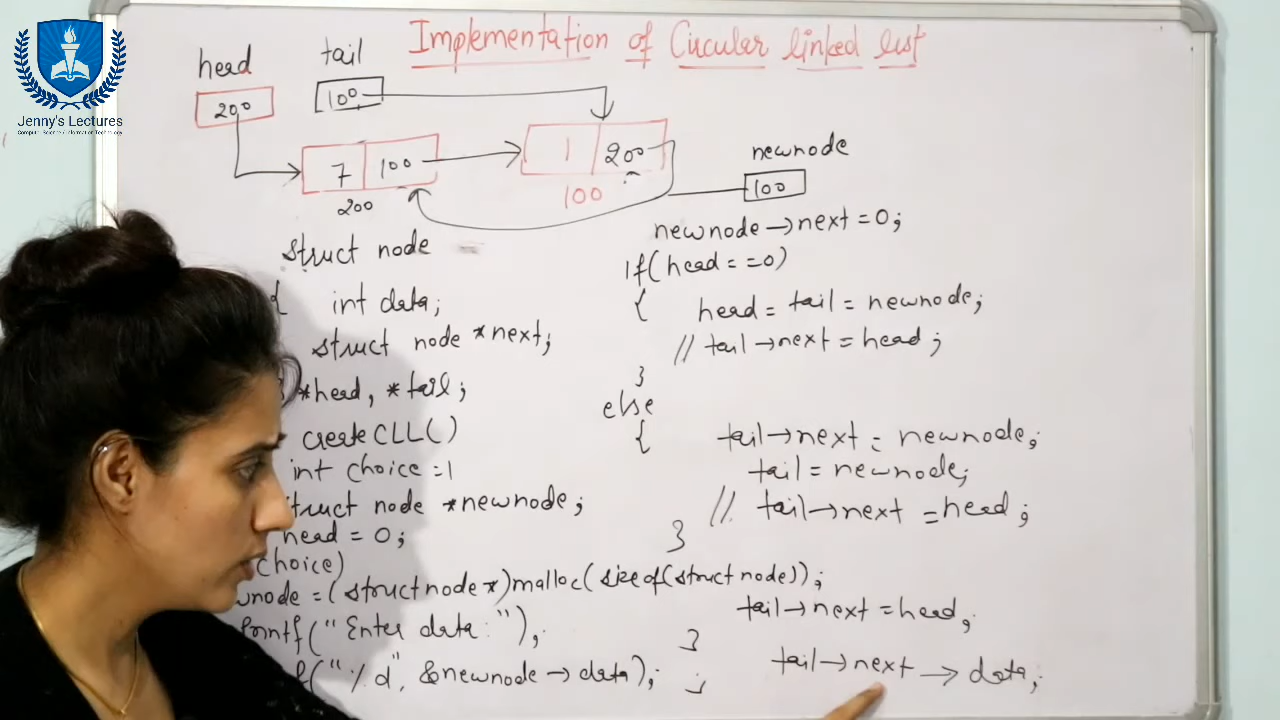 Jenny's Lectures
Computer Science / Information Technology
Implementation of Circular linked list
head
200
tail
100
7 100
200
1 200
100
newnode
100
struct node
{ int data;
struct node *next;
} *head, *tail;
createCLL()
int choice =1
struct node *newnode;
head = 0;
choice)
node = (struct node *)malloc(sizeof(struct node));
printf("Enter data:");
f("%d", &newnode→data);
newnode→next=0;
If(head==0)
{ head = tail = newnode;
// tail→next = head;
}
else
{ tail→next = newnode;
tail = newnode;
// tail→next = head;
}
tail→next = head;
}
tail→next→data;